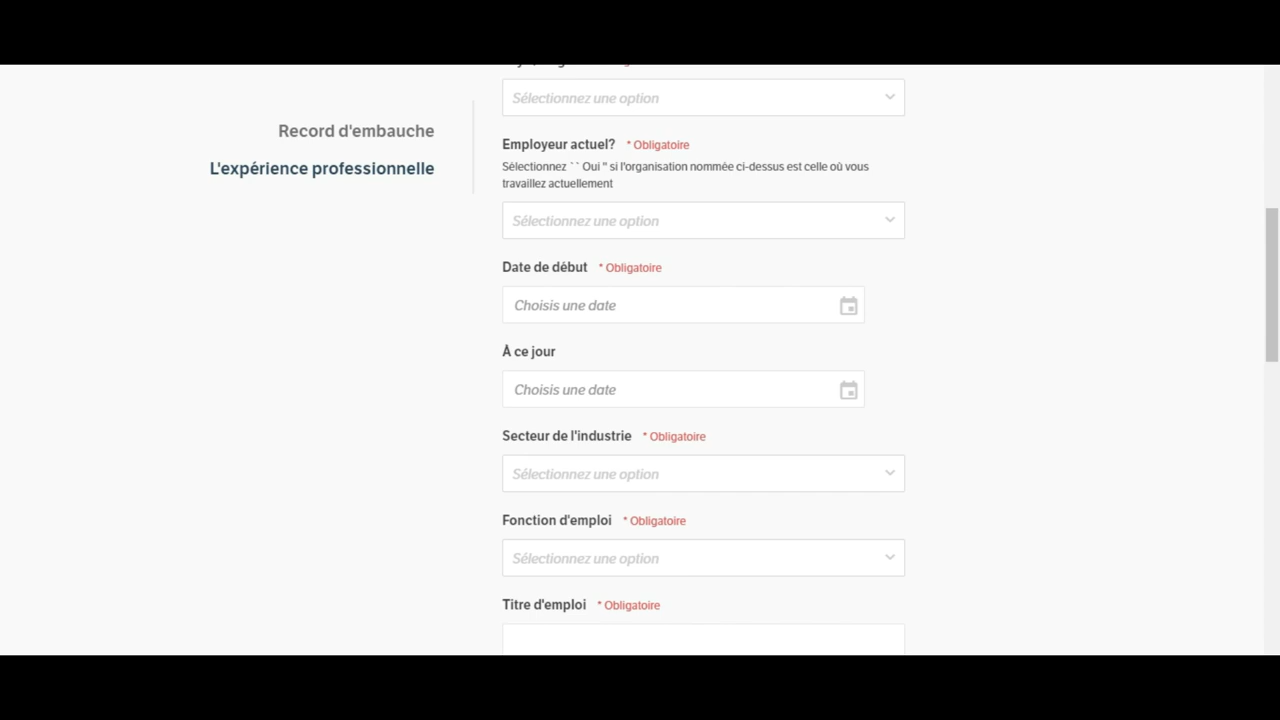 Sélectionnez une option
Record d'embauche
L'expérience professionnelle
Employeur actuel? * Obligatoire
Sélectionnez `` Oui '' si l'organisation nommée ci-dessus est celle où vous
travaillez actuellement
Sélectionnez une option
Date de début * Obligatoire
Choisis une date
À ce jour
Choisis une date
Secteur de l'industrie * Obligatoire
Sélectionnez une option
Fonction d'emploi * Obligatoire
Sélectionnez une option
Titre d'emploi * Obligatoire